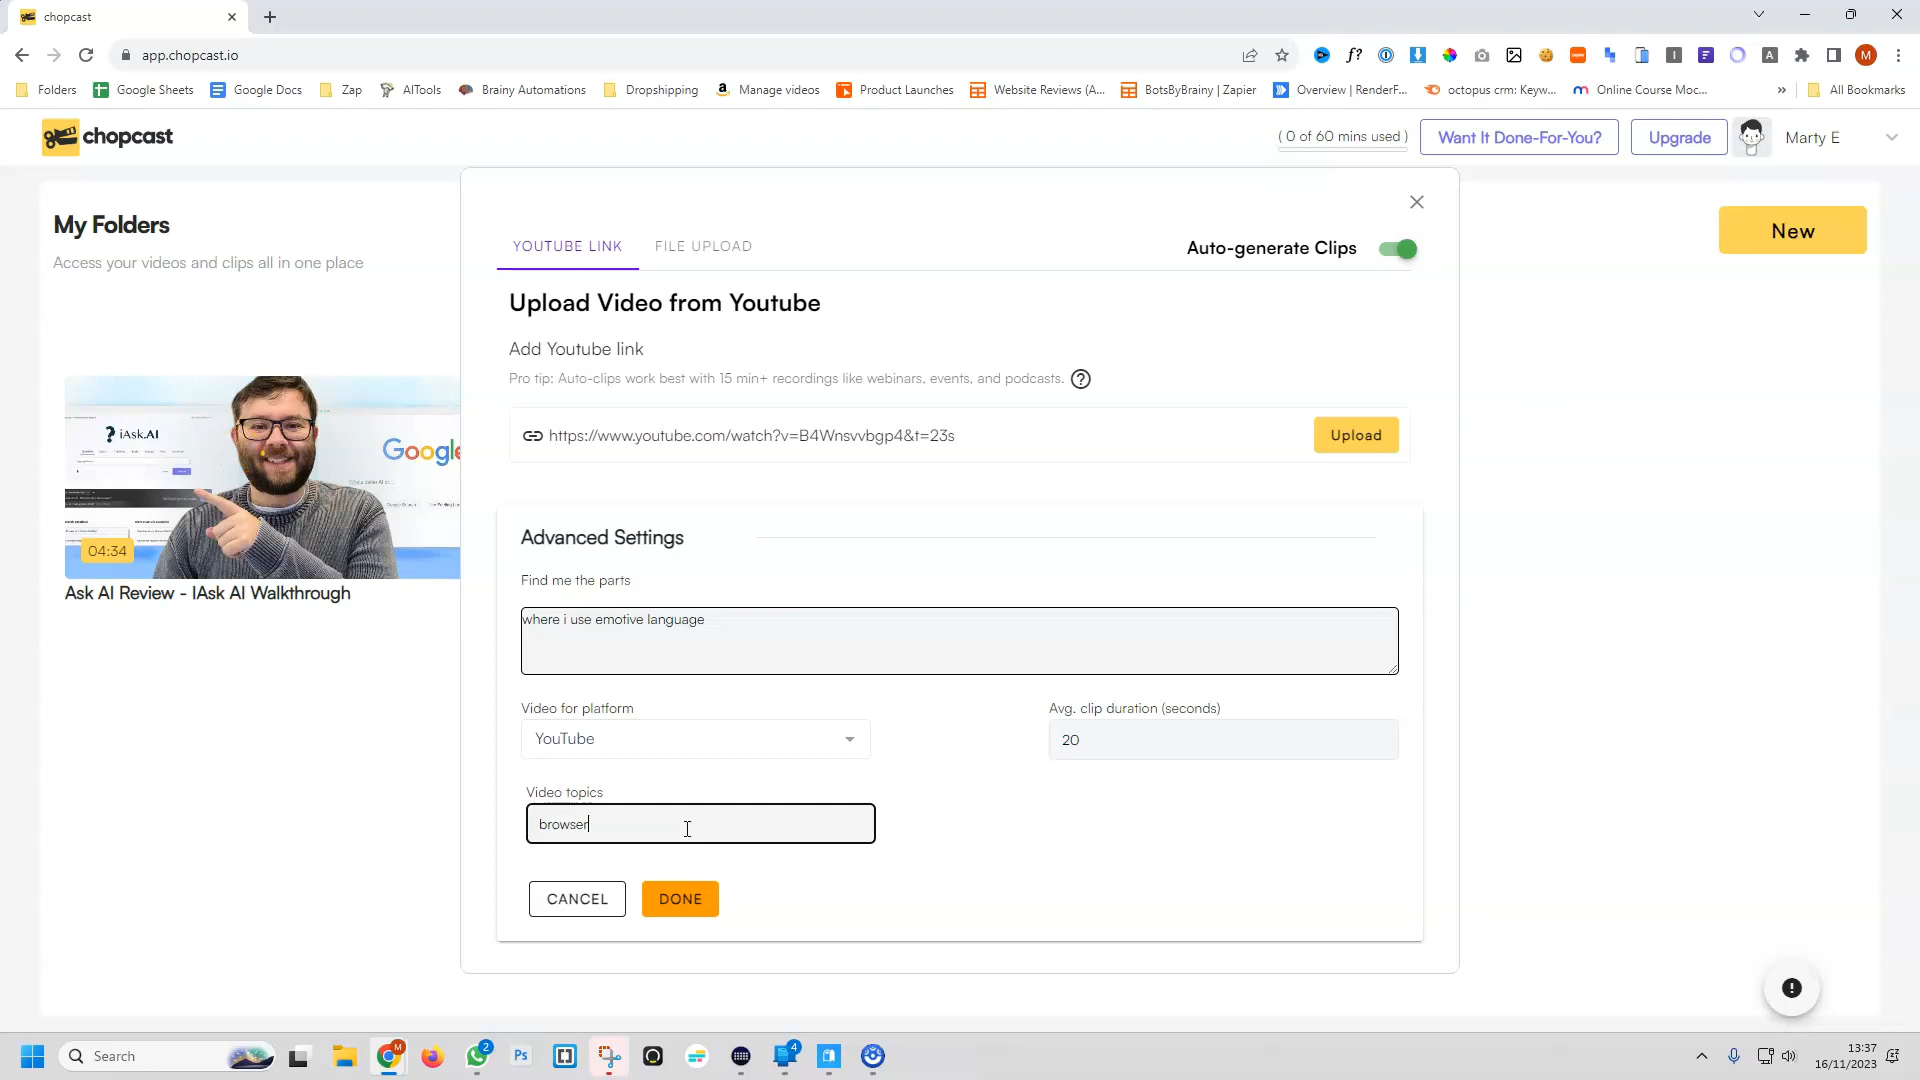 chopcast
app.chopcast.io
Folders
Google Sheets
Google Docs
Zap
AITools
Brainy Automations
Dropshipping
Manage videos
Product Launches
Website Reviews (A...
BotsByBrainy | Zapier
Overview | RenderF...
octopus crm: Keyw...
Online Course Moc...
»
All Bookmarks
chopcast
( 0 of 60 mins used )
Want It Done-For-You?
Upgrade
Marty E
My Folders
Access your videos and clips all in one place
New
YOUTUBE LINK
FILE UPLOAD
Auto-generate Clips
Upload Video from Youtube
Add Youtube link
Pro tip: Auto-clips work best with 15 min+ recordings like webinars, events, and podcasts.
https://www.youtube.com/watch?v=B4Wnsvvbgp4&t=23s
Upload
? iAsk.AI
Google
04:34
Ask AI Review - IAsk AI Walkthrough
Advanced Settings
Find me the parts
where i use emotive language
Video for platform
YouTube
Avg. clip duration (seconds)
20
Video topics
browser
CANCEL
DONE
Search
13:37
16/11/2023